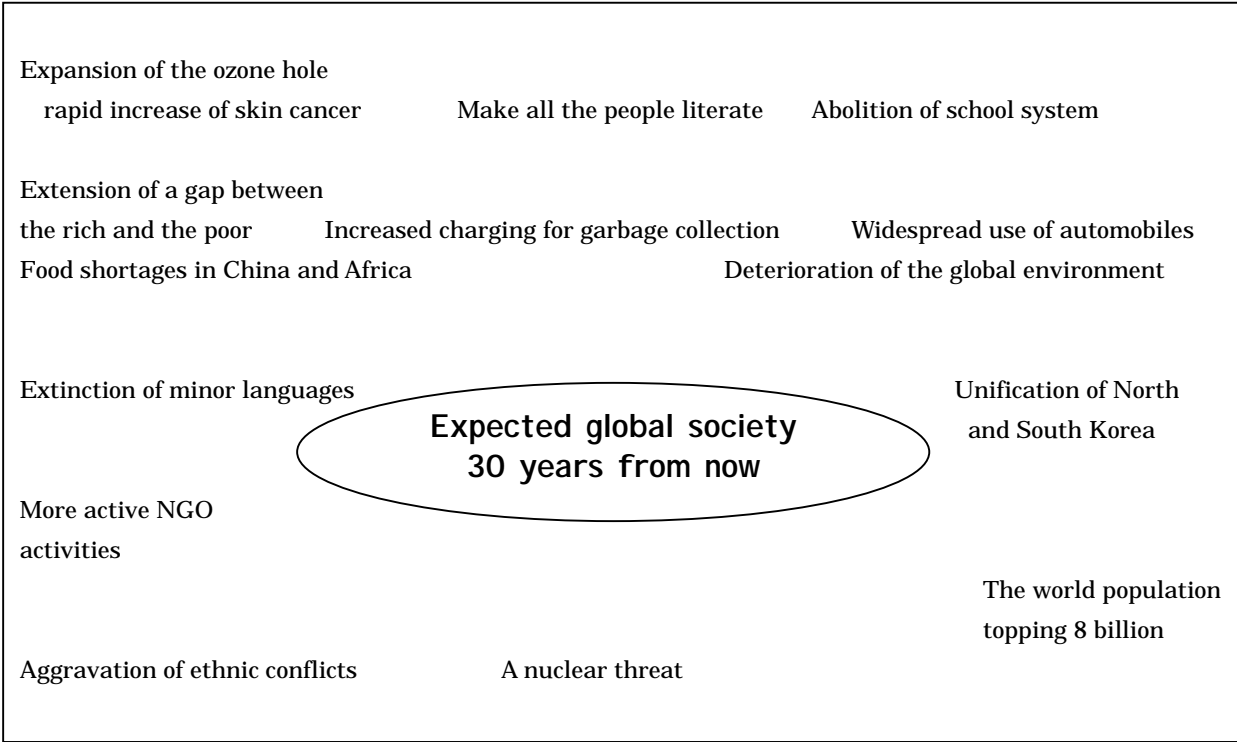 Expansion of the ozone hole
rapid increase of skin cancer
Make all the people literate
Abolition of school system
Extension of a gap between
the rich and the poor
Increased charging for garbage collection
Widespread use of automobiles
Food shortages in China and Africa
Deterioration of the global environment
Extinction of minor languages
Expected global society
30 years from now
Unification of North
and South Korea
More active NGO
activities
The world population
topping 8 billion
Aggravation of ethnic conflicts
A nuclear threat